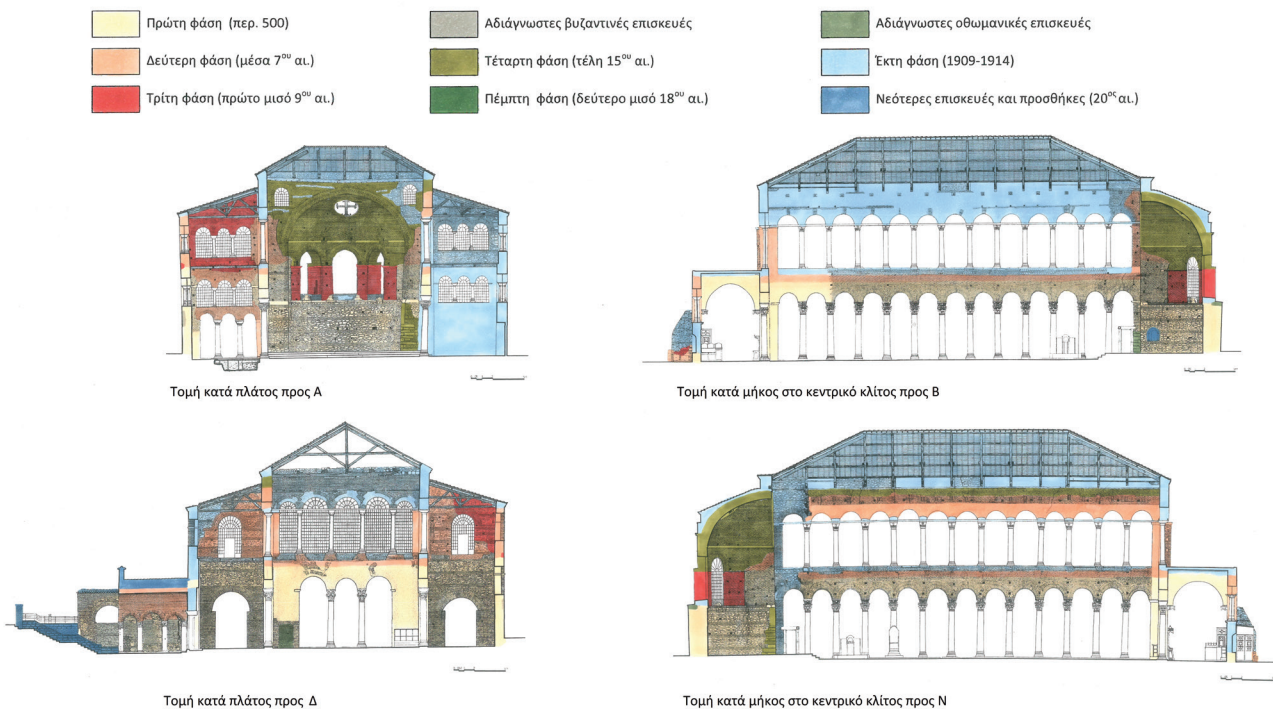 Πρώτη φάση (περ. 500)
Αδιάγνωστες βυζαντινές επισκευές
Αδιάγνωστες οθωμανικές επισκευές
Δεύτερη φάση (μέσα 7ου αι.)
Τέταρτη φάση (τέλη 15ου αι.)
Έκτη φάση (1909-1914)
Τρίτη φάση (πρώτο μισό 9ου αι.)
Πέμπτη φάση (δεύτερο μισό 18ου αι.)
Νεότερες επισκευές και προσθήκες (20ος αι.)
Τομή κατά πλάτος προς Α
Τομή κατά μήκος στο κεντρικό κλίτος προς Β
Τομή κατά πλάτος προς Δ
Τομή κατά μήκος στο κεντρικό κλίτος προς Ν